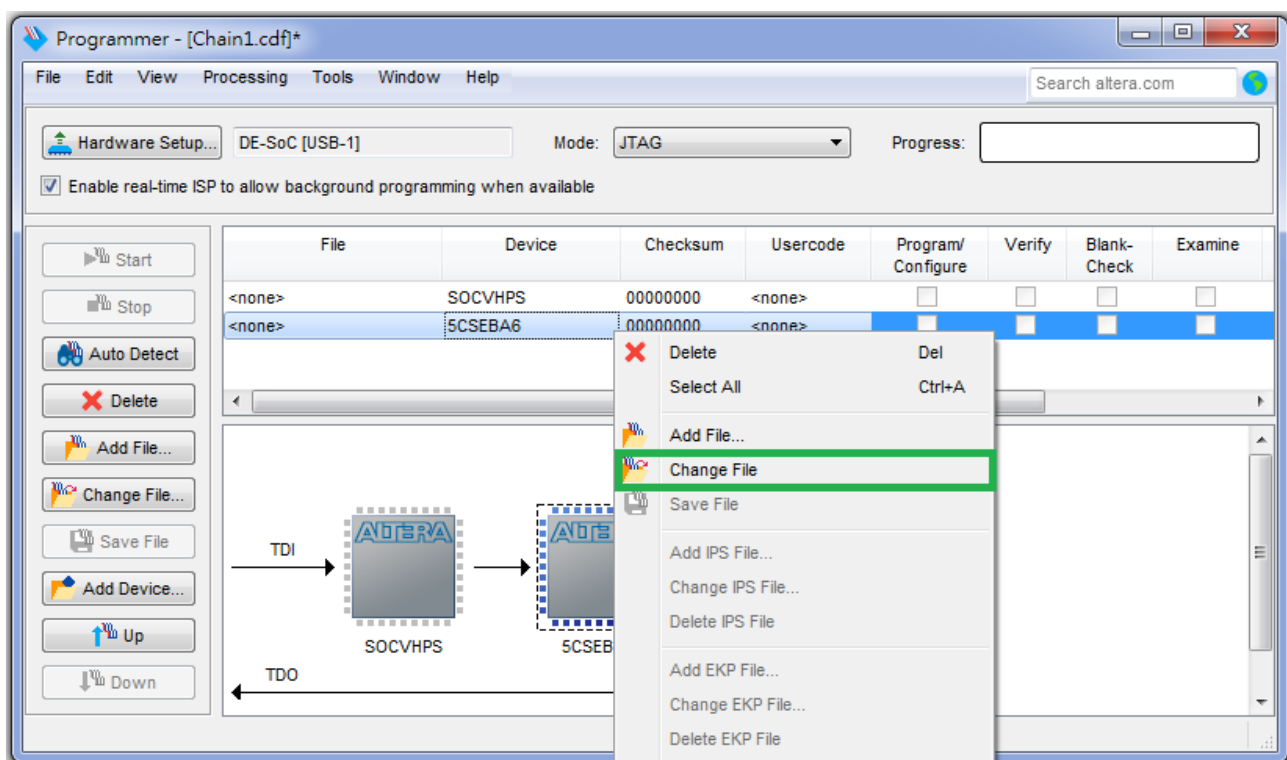 Programmer - [Chain1.cdf]*
File Edit View Processing Tools Window Help
Search altera.com
Hardware Setup... DE-SoC [USB-1] Mode: JTAG Progress:
Enable real-time ISP to allow background programming when available
File Device Checksum Usercode Program/ Configure Verify Blank- Check Examine
<none> SOCVHPS 00000000 <none>
<none> 5CSEBA6 00000000 <none>
Start
Stop
Auto Detect
Delete
Add File...
Change File...
Save File
Add Device...
Up
Down
Delete Del
Select All Ctrl+A
Add File...
Change File
Save File
Add IPS File...
Change IPS File...
Delete IPS File
Add EKP File...
Change EKP File...
Delete EKP File
TDI
ALTERA
ALTE
SOCVHPS
5CSEB
TDO